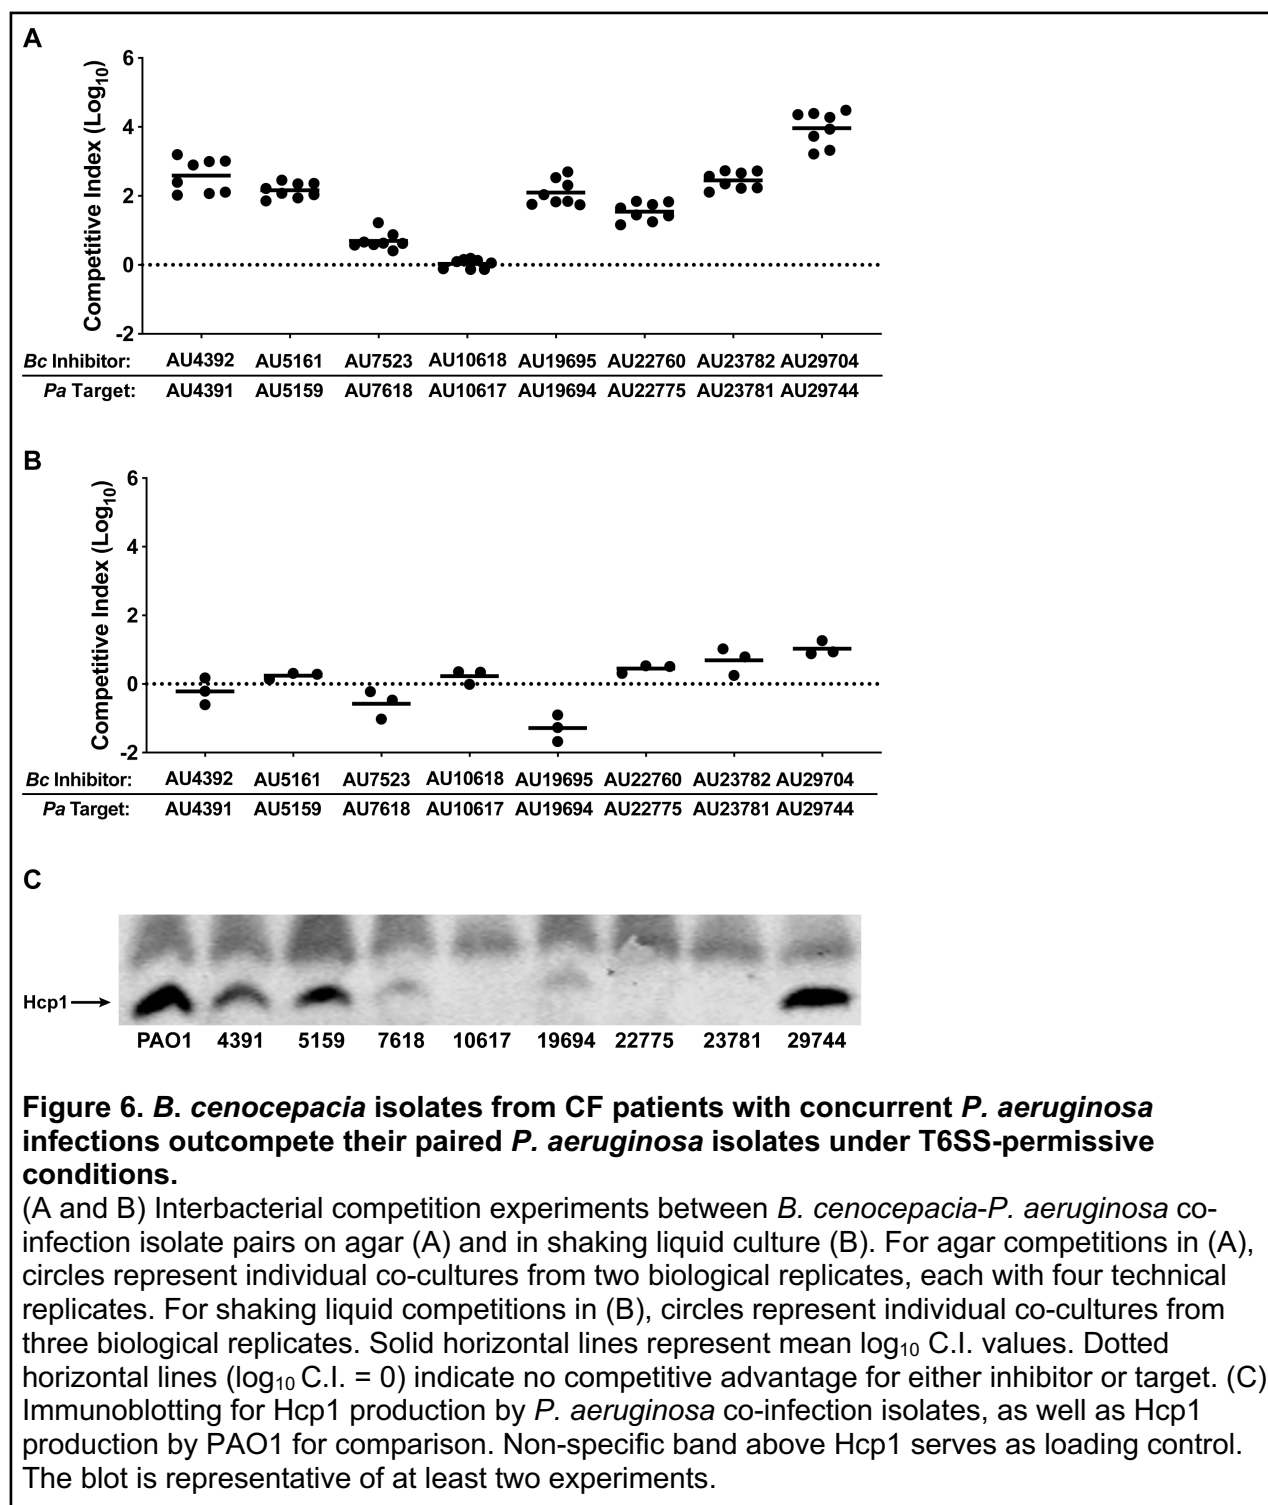 A
Competitive Index (Log10)
6
4
2
0
-2
Bc Inhibitor: AU4392 AU5161 AU7523 AU10618 AU19695 AU22760 AU23782 AU29704
Pa Target: AU4391 AU5159 AU7618 AU10617 AU19694 AU22775 AU23781 AU29744
B
Competitive Index (Log10)
6
4
2
0
-2
Bc Inhibitor: AU4392 AU5161 AU7523 AU10618 AU19695 AU22760 AU23782 AU29704
Pa Target: AU4391 AU5159 AU7618 AU10617 AU19694 AU22775 AU23781 AU29744
C
Hcp1
PAO1 4391 5159 7618 10617 19694 22775 23781 29744
Figure 6. B. cenocepacia isolates from CF patients with concurrent P. aeruginosa
infections outcompete their paired P. aeruginosa isolates under T6SS-permissive
conditions.
(A and B) Interbacterial competition experiments between B. cenocepacia-P. aeruginosa co-
infection isolate pairs on agar (A) and in shaking liquid culture (B). For agar competitions in (A),
circles represent individual co-cultures from two biological replicates, each with four technical
replicates. For shaking liquid competitions in (B), circles represent individual co-cultures from
three biological replicates. Solid horizontal lines represent mean log10 C.I. values. Dotted
horizontal lines (log10 C.I. = 0) indicate no competitive advantage for either inhibitor or target. (C)
Immunoblotting for Hcp1 production by P. aeruginosa co-infection isolates, as well as Hcp1
production by PAO1 for comparison. Non-specific band above Hcp1 serves as loading control.
The blot is representative of at least two experiments.